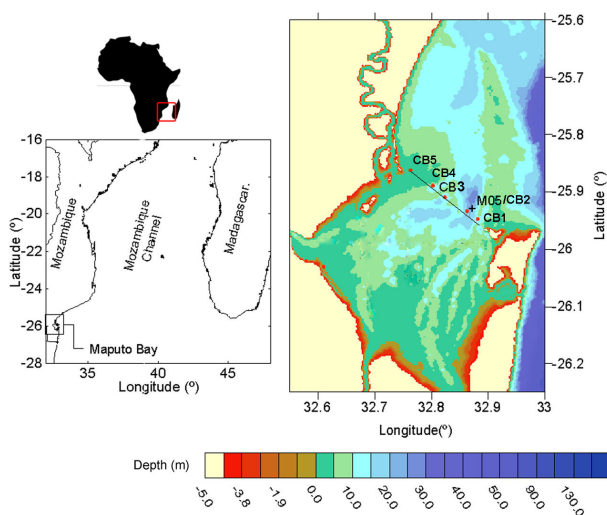 -16
-18
-20
-22
-24
-26
-28
Latitude (º)
35
40
45
Longitude (º)
Mozambique
Mozambique
Channel
Madagascar.
Maputo Bay
-25.6
-25.7
-25.8
-25.9
-26
-26.1
-26.2
Latitude (º)
CB5
CB4
CB3
M05/CB2
CB1
32.6
32.7
32.8
32.9
33
Longitude(º)
Depth (m)
-5.0
-3.8
-1.9
0.0
10.0
20.0
30.0
40.0
50.0
90.0
130.0